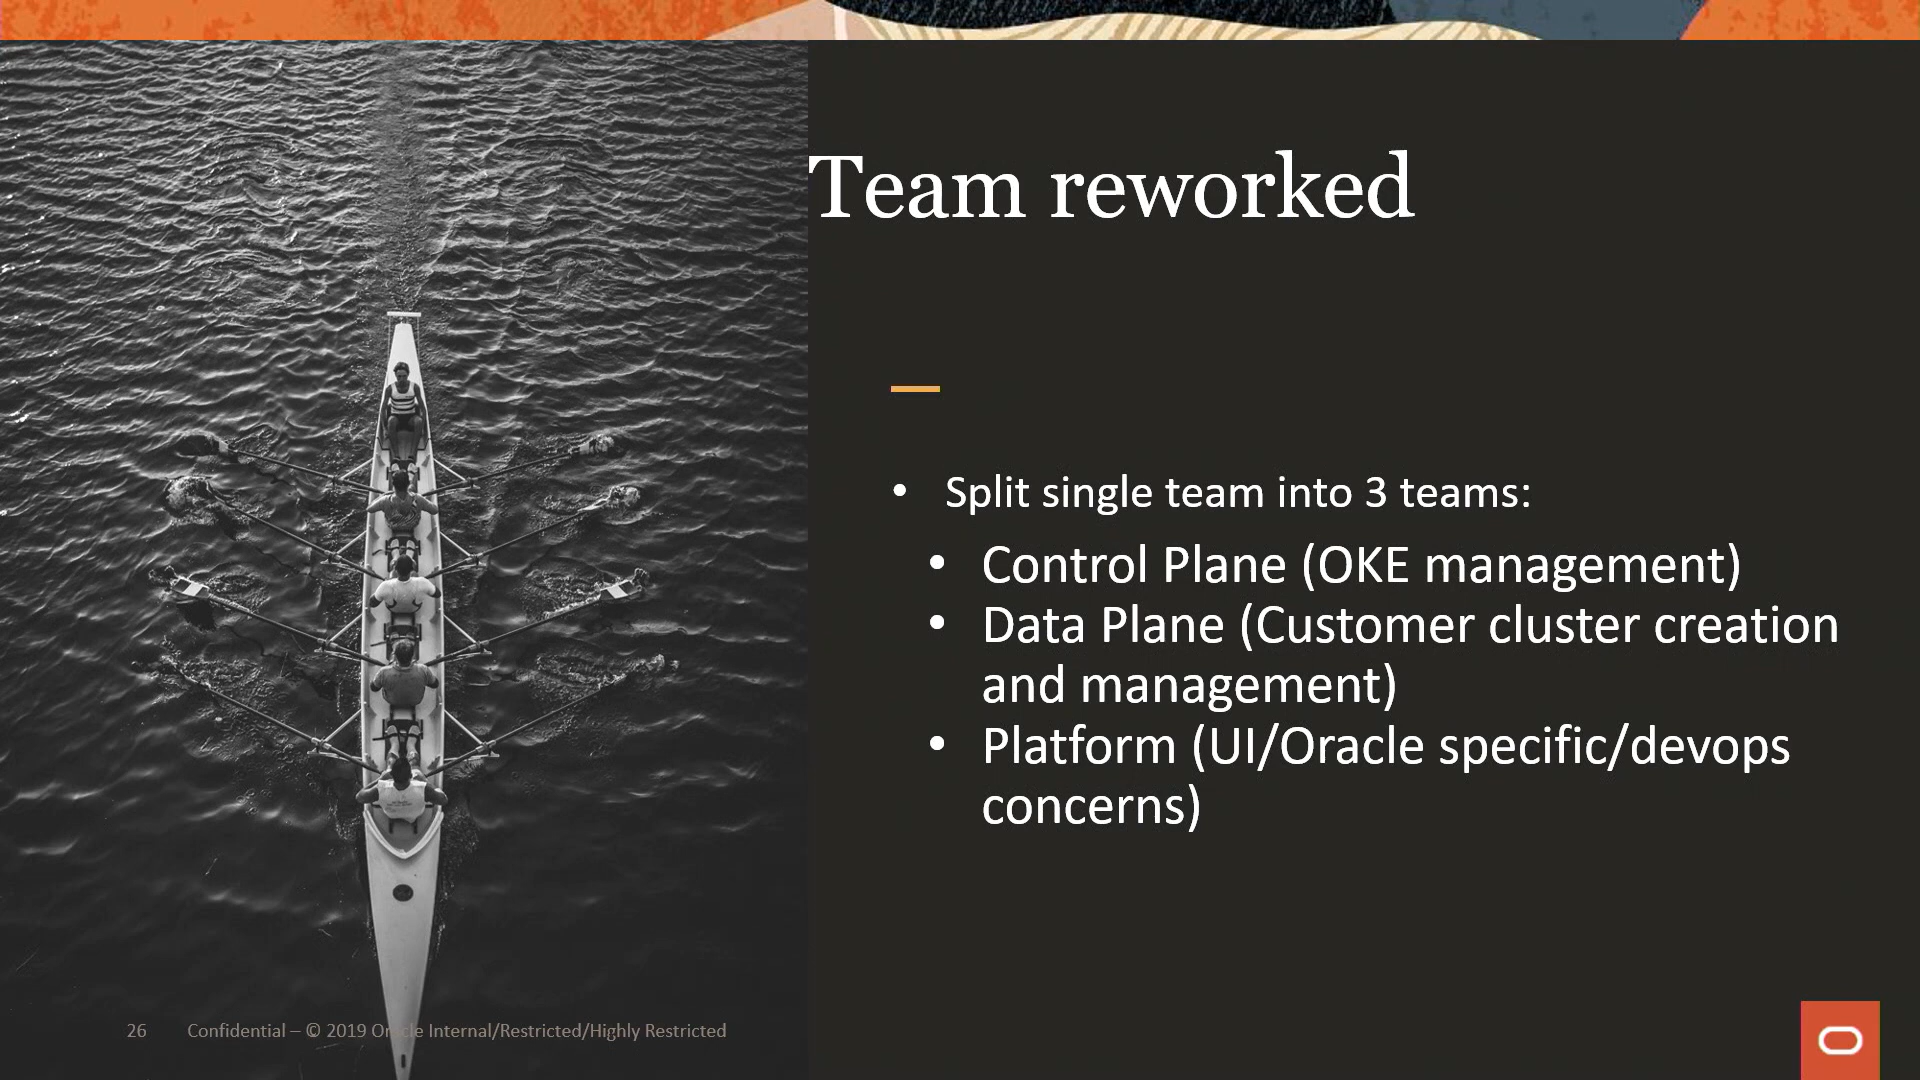 Team reworked
• Split single team into 3 teams:
• Control Plane (OKE management)
• Data Plane (Customer cluster creation
and management)
• Platform (UI/Oracle specific/devops
concerns)
26 Confidential – © 2019 Oracle Internal/Restricted/Highly Restricted